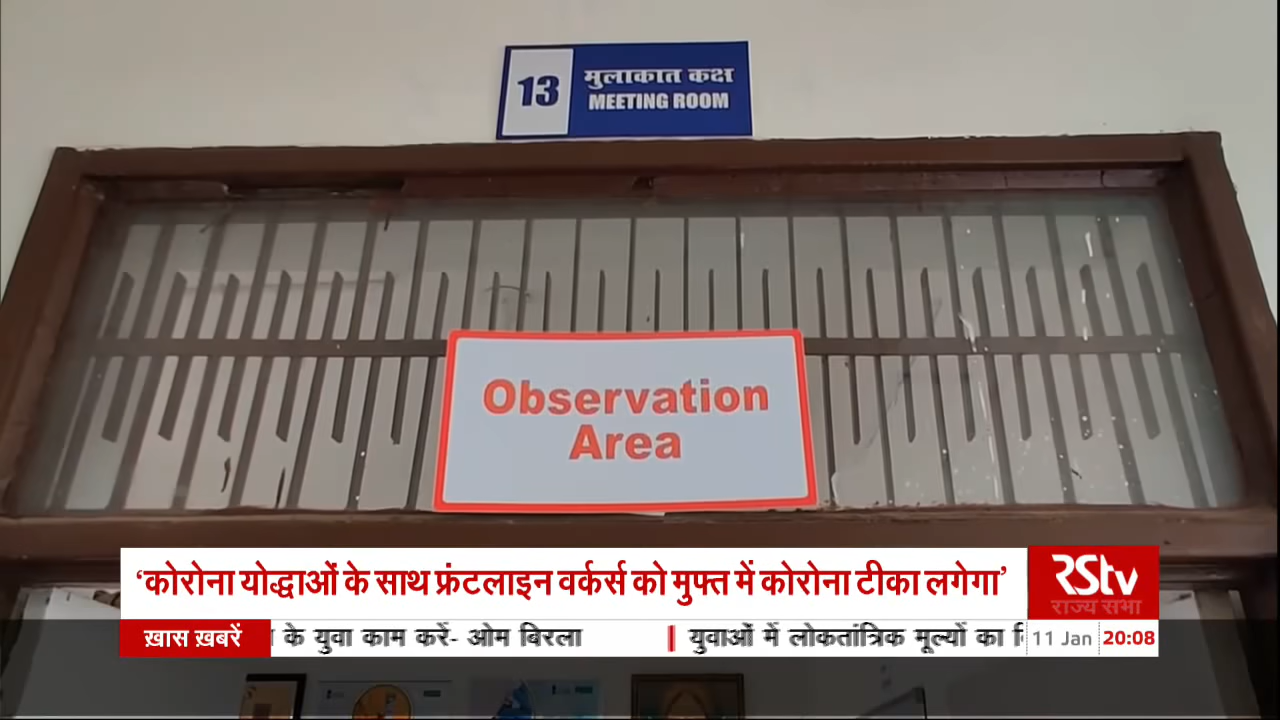 13
मुलाकात कक्ष
MEETING ROOM
Observation
Area
‘कोरोना योद्धाओं के साथ फ्रंटलाइन वर्कर्स को मुफ्त में कोरोना टीका लगेगा’
RStv
राज्य सभा
ख़ास ख़बरें
के युवा काम करें- ओम बिरला | युवाओं में लोकतांत्रिक मूल्यों का
11 Jan 20:08